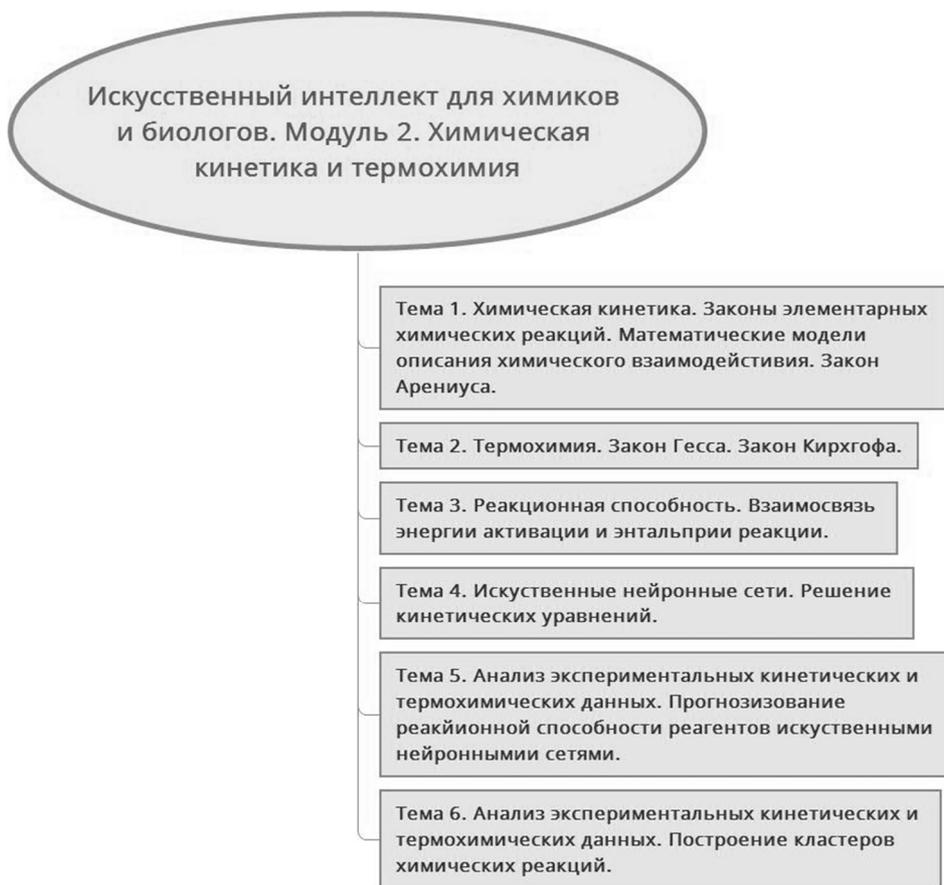 Искусственный интеллект для химиков
и биологов. Модуль 2. Химическая
кинетика и термохимия
Тема 1. Химическая кинетика. Законы элементарных
химических реакций. Математические модели
описания химического взаимодейстивия. Закон
Арениуса.
Тема 2. Термохимия. Закон Гесса. Закон Кирхгофа.
Тема 3. Реакционная способность. Взаимосвязь
энергии активации и энтальприи реакции.
Тема 4. Искуственные нейронные сети. Решение
кинетических уравнений.
Тема 5. Анализ экспериментальных кинетических и
термохимических данных. Прогнозизование
реакйионной способности реагентов искуственными
нейроннымии сетями.
Тема 6. Анализ экспериментальных кинетических и
термохимических данных. Построение кластеров
химических реакций.